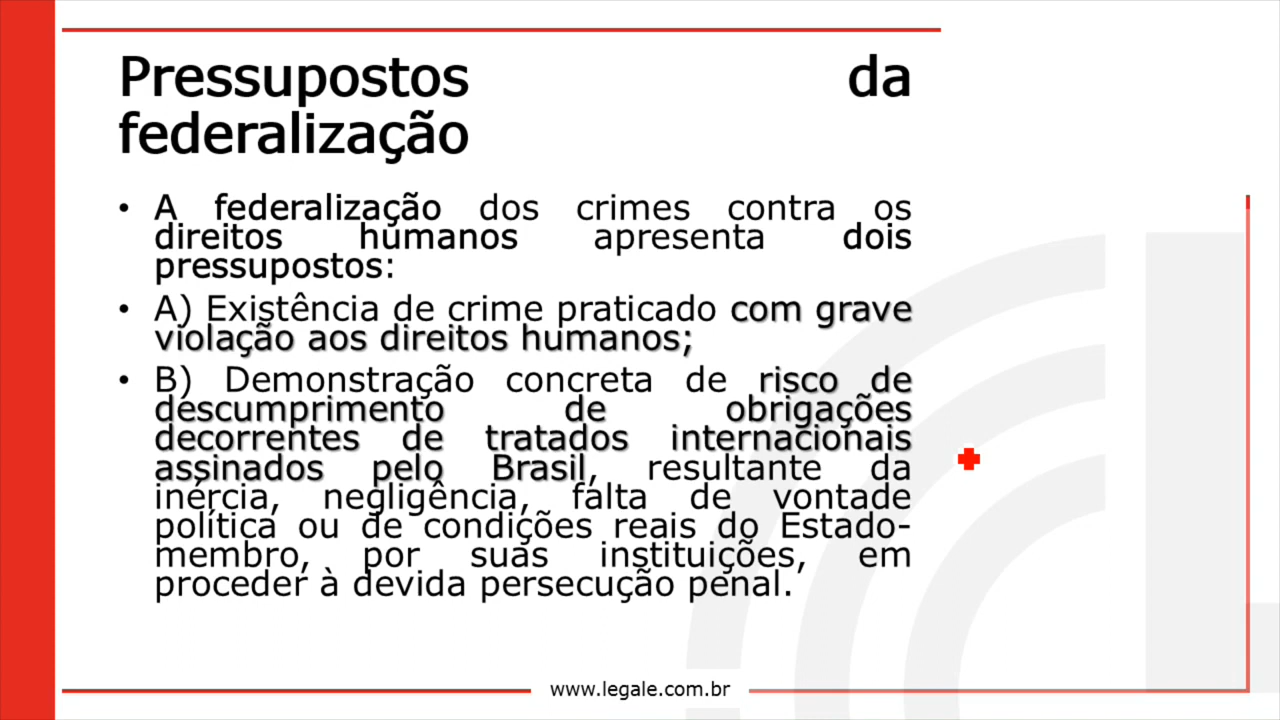 Pressupostos da
federalização
• A federalização dos crimes contra os
direitos humanos apresenta dois
pressupostos:
• A) Existência de crime praticado com grave
violação aos direitos humanos;
• B) Demonstração concreta de risco de
descumprimento de obrigações
decorrentes de tratados internacionais
assinados pelo Brasil, resultante da
inércia, negligência, falta de vontade
política ou de condições reais do Estado-
membro, por suas instituições, em
proceder à devida persecução penal.
www.legale.com.br